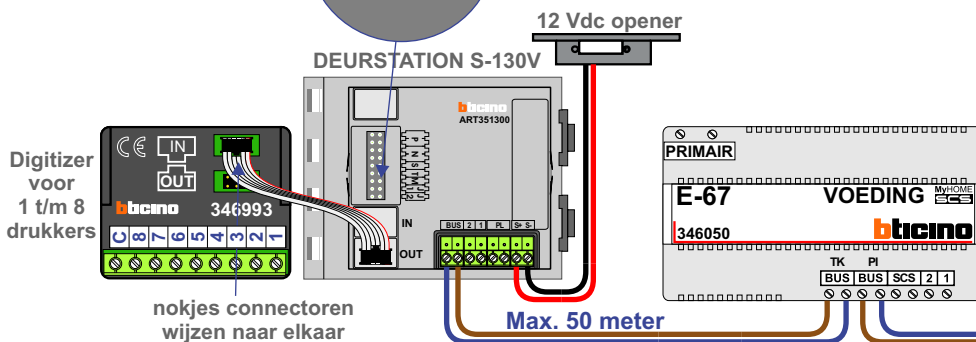 12 Vdc opener
DEURSTATION S-130V
bticino
ART351300
P N S T M 1 2
IN
OUT
BUS 2 1 PL S+ S-
Digitizer
voor
1 t/m 8
drukkers
CE
IN
OUT
bticino 346993
C 8 7 6 5 4 3 2 1
nokjes connectoren
wijzen naar elkaar
Max. 50 meter
PRIMAIR
E-67 VOEDING MyHOME
SCS
346050 bticino
TK PI
BUS BUS SCS 2 1